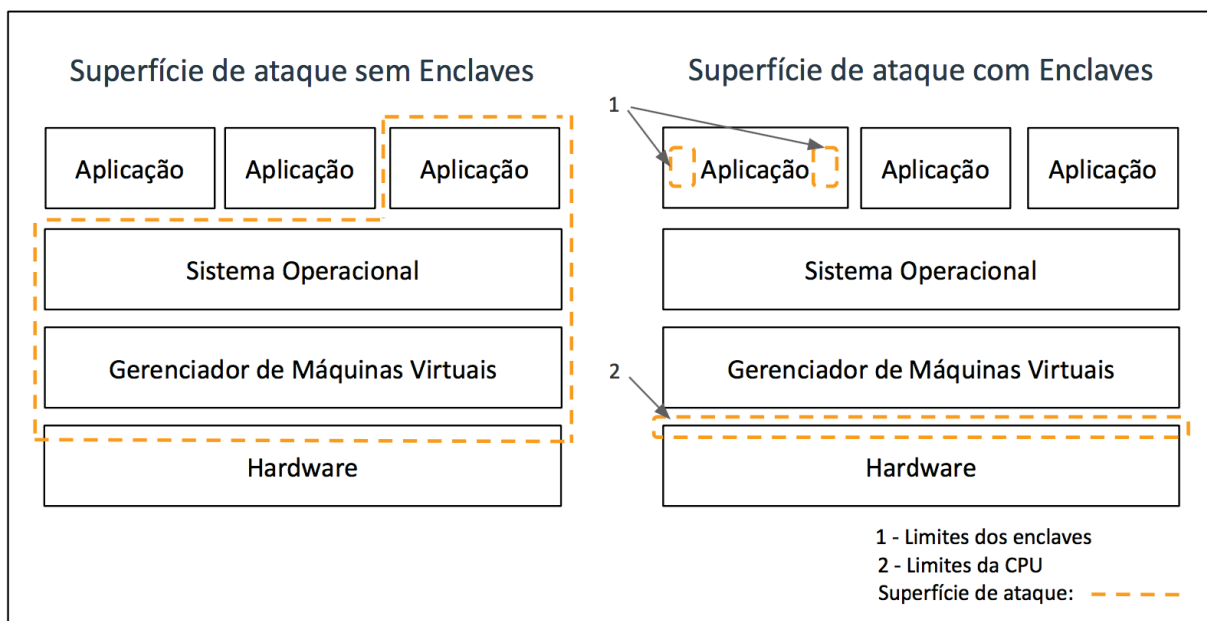 Superfície de ataque sem Enclaves
Aplicação
Aplicação
Aplicação
Sistema Operacional
Gerenciador de Máquinas Virtuais
Hardware
Superfície de ataque com Enclaves
1
Aplicação
Aplicação
Aplicação
Sistema Operacional
Gerenciador de Máquinas Virtuais
2
Hardware
1 - Limites dos enclaves
2 - Limites da CPU
Superfície de ataque: